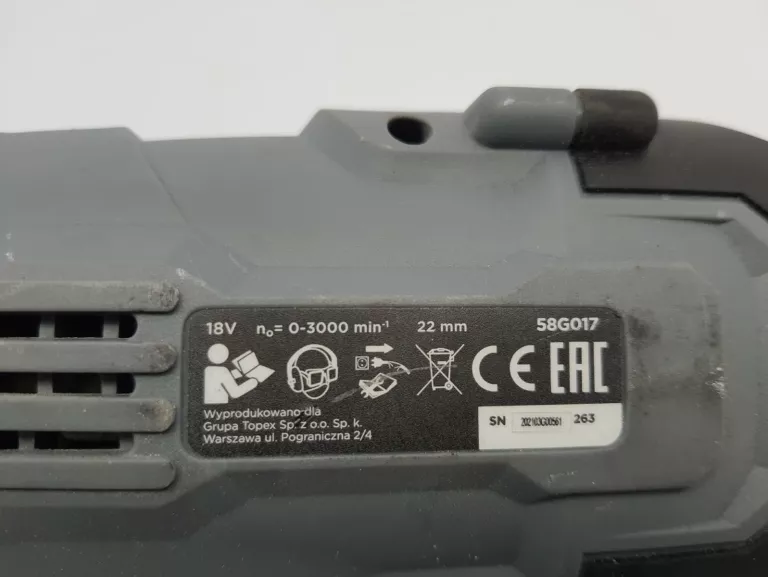 18V n₀= 0-3000 min⁻¹ 22 mm 58G017
CE EAC
Wyprodukowano dla
Grupa Topex Sp. z o.o. Sp. k.
Warszawa ul. Pograniczna 2/4
SN 202103G00561 263